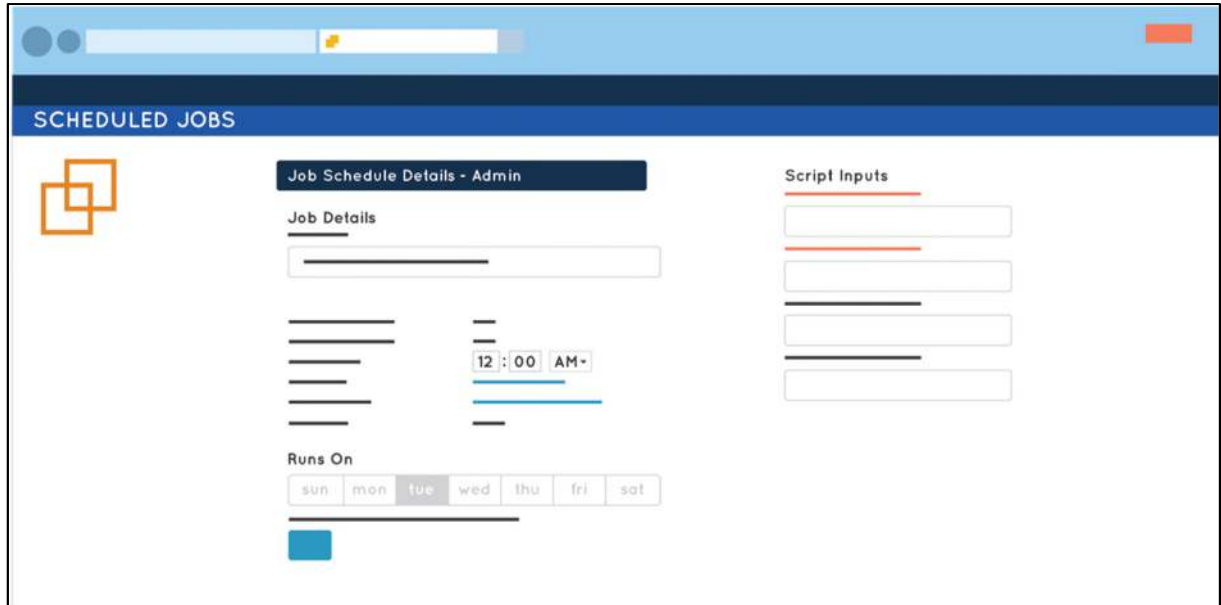 SCHEDULED JOBS
Job Schedule Details - Admin
Job Details
12 : 00 AM
Runs On
sun mon tue wed thu fri sat
Script Inputs